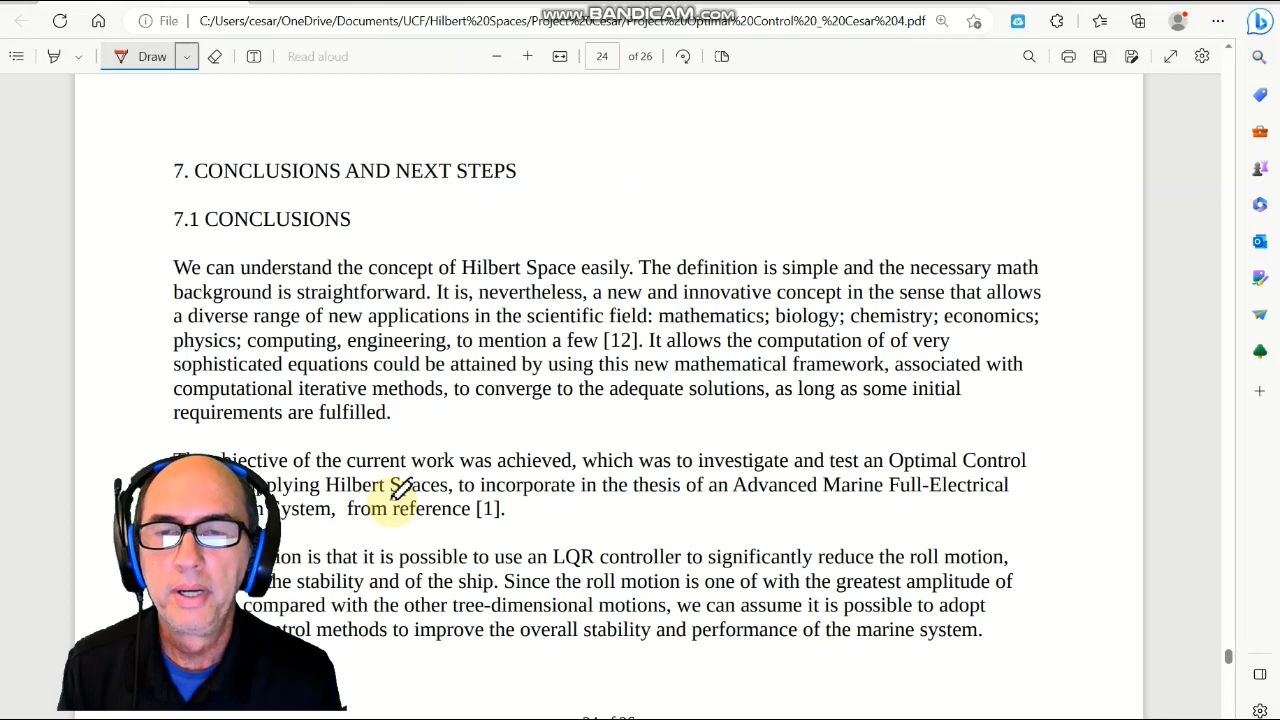 www.BANDICAM.com
File
C:/Users/cesar/OneDrive/Documents/UCF/Hilbert%20Spaces/Project%20Cesar/Project%20Optimal%20Control%20_%20Cesar%204.pdf
Draw
Read aloud
24
of 26
7. CONCLUSIONS AND NEXT STEPS
7.1 CONCLUSIONS
We can understand the concept of Hilbert Space easily. The definition is simple and the necessary math
background is straightforward. It is, nevertheless, a new and innovative concept in the sense that allows
a diverse range of new applications in the scientific field: mathematics; biology; chemistry; economics;
physics; computing, engineering, to mention a few [12]. It allows the computation of of very
sophisticated equations could be attained by using this new mathematical framework, associated with
computational iterative methods, to converge to the adequate solutions, as long as some initial
requirements are fulfilled.
of the current work was achieved, which was to investigate and test an Optimal Control
Hilbert Spaces, to incorporate in the thesis of an Advanced Marine Full-Electrical
System, from reference [1].
is that it is possible to use an LQR controller to significantly reduce the roll motion,
the stability and of the ship. Since the roll motion is one of with the greatest amplitude of
compared with the other tree-dimensional motions, we can assume it is possible to adopt
methods to improve the overall stability and performance of the marine system.